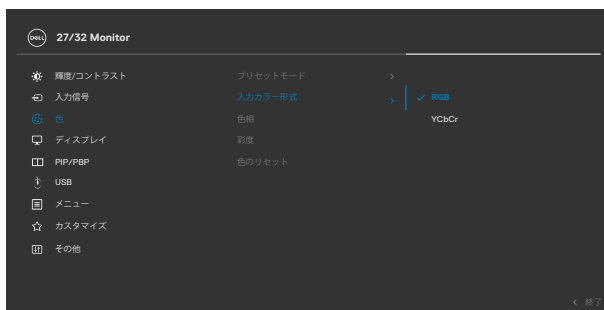 DELL 27/32 Monitor
輝度/コントラスト プリセットモード >
入力信号 入力カラー形式 > ✓ RGB
色 色相 YCbCr
ディスプレイ 彩度
PIP/PBP 色のリセット
USB
メニュー
カスタマイズ
その他
< 終了